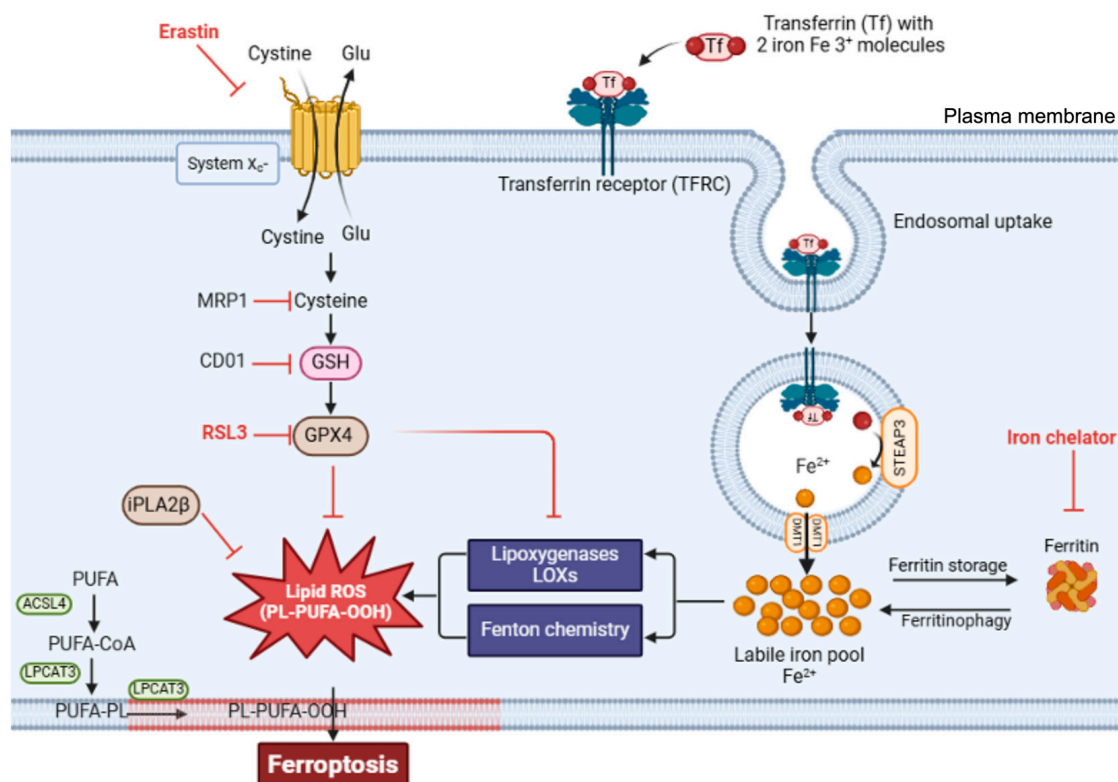 Erastin
Cystine
Glu
Transferrin (Tf) with
2 iron Fe 3⁺ molecules
Tf
Tf
Plasma membrane
System x꜀-
Transferrin receptor (TFRC)
Cystine
Glu
Endosomal uptake
Tf
MRP1
Cysteine
CD01
GSH
RSL3
GPX4
Tf
Fe²⁺
STEAP3
Iron chelator
iPLA2β
DMT1
DMT1
Lipoxygenases
LOXs
Ferritin
Ferritin storage
Ferritinophagy
PUFA
ACSL4
PUFA-CoA
LPCAT3
Lipid ROS
(PL-PUFA-OOH)
Fenton chemistry
Labile iron pool
Fe²⁺
LPCAT3
PUFA-PL
PL-PUFA-OOH
Ferroptosis